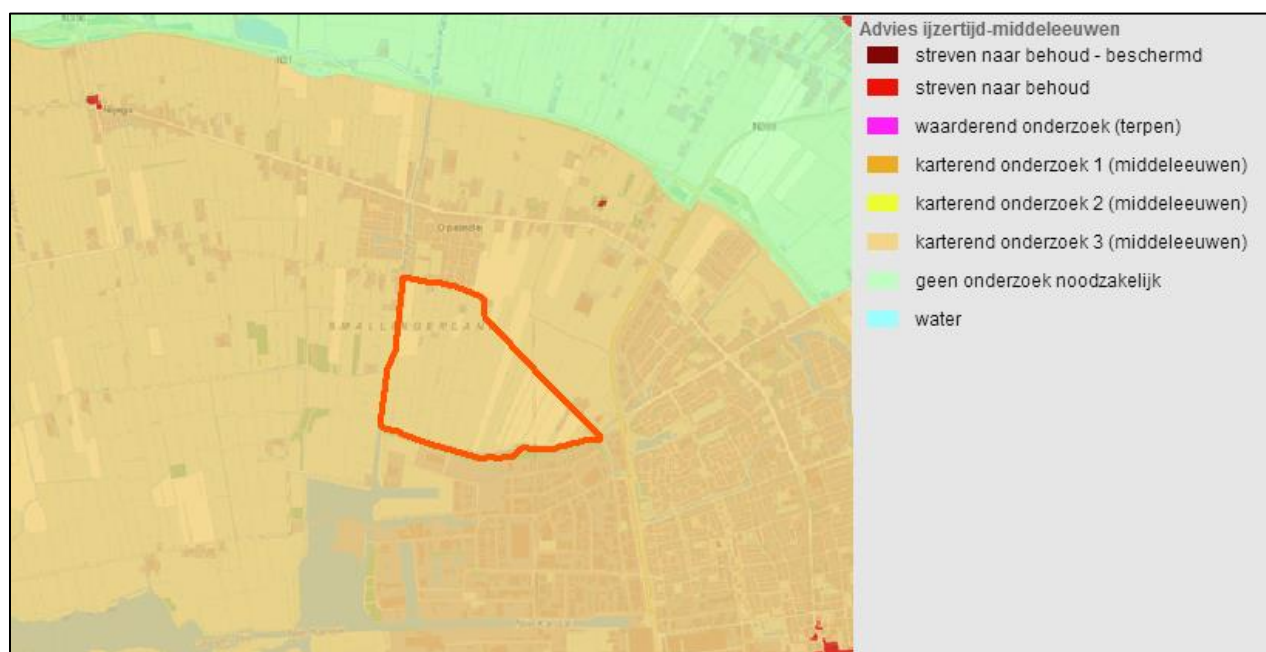 Advies ijzertijd-middeleeuwen
streven naar behoud - beschermd
streven naar behoud
waarderend onderzoek (terpen)
karterend onderzoek 1 (middeleeuwen)
karterend onderzoek 2 (middeleeuwen)
karterend onderzoek 3 (middeleeuwen)
geen onderzoek noodzakelijk
water
Nijega
Opeinde